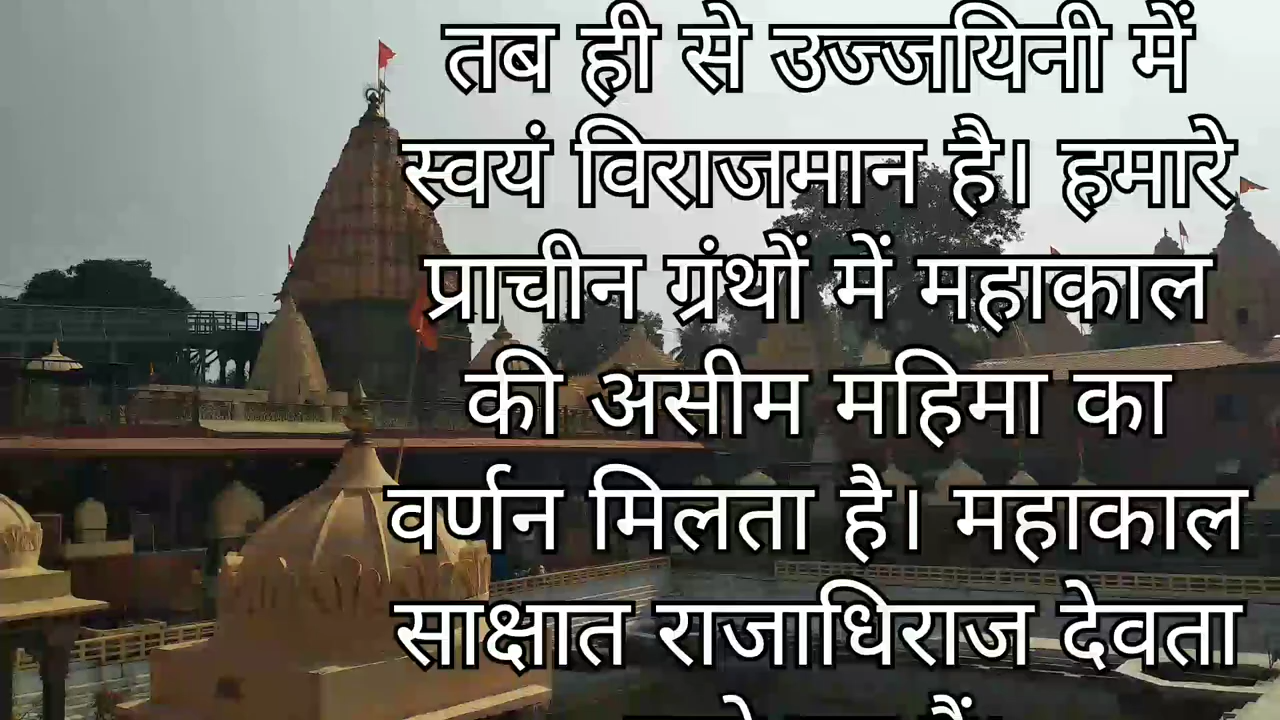 तब ही से उज्जयिनी में
स्वयं विराजमान है। हमारे
प्राचीन ग्रंथों में महाकाल
की असीम महिमा का
वर्णन मिलता है। महाकाल
साक्षात राजाधिराज देवता